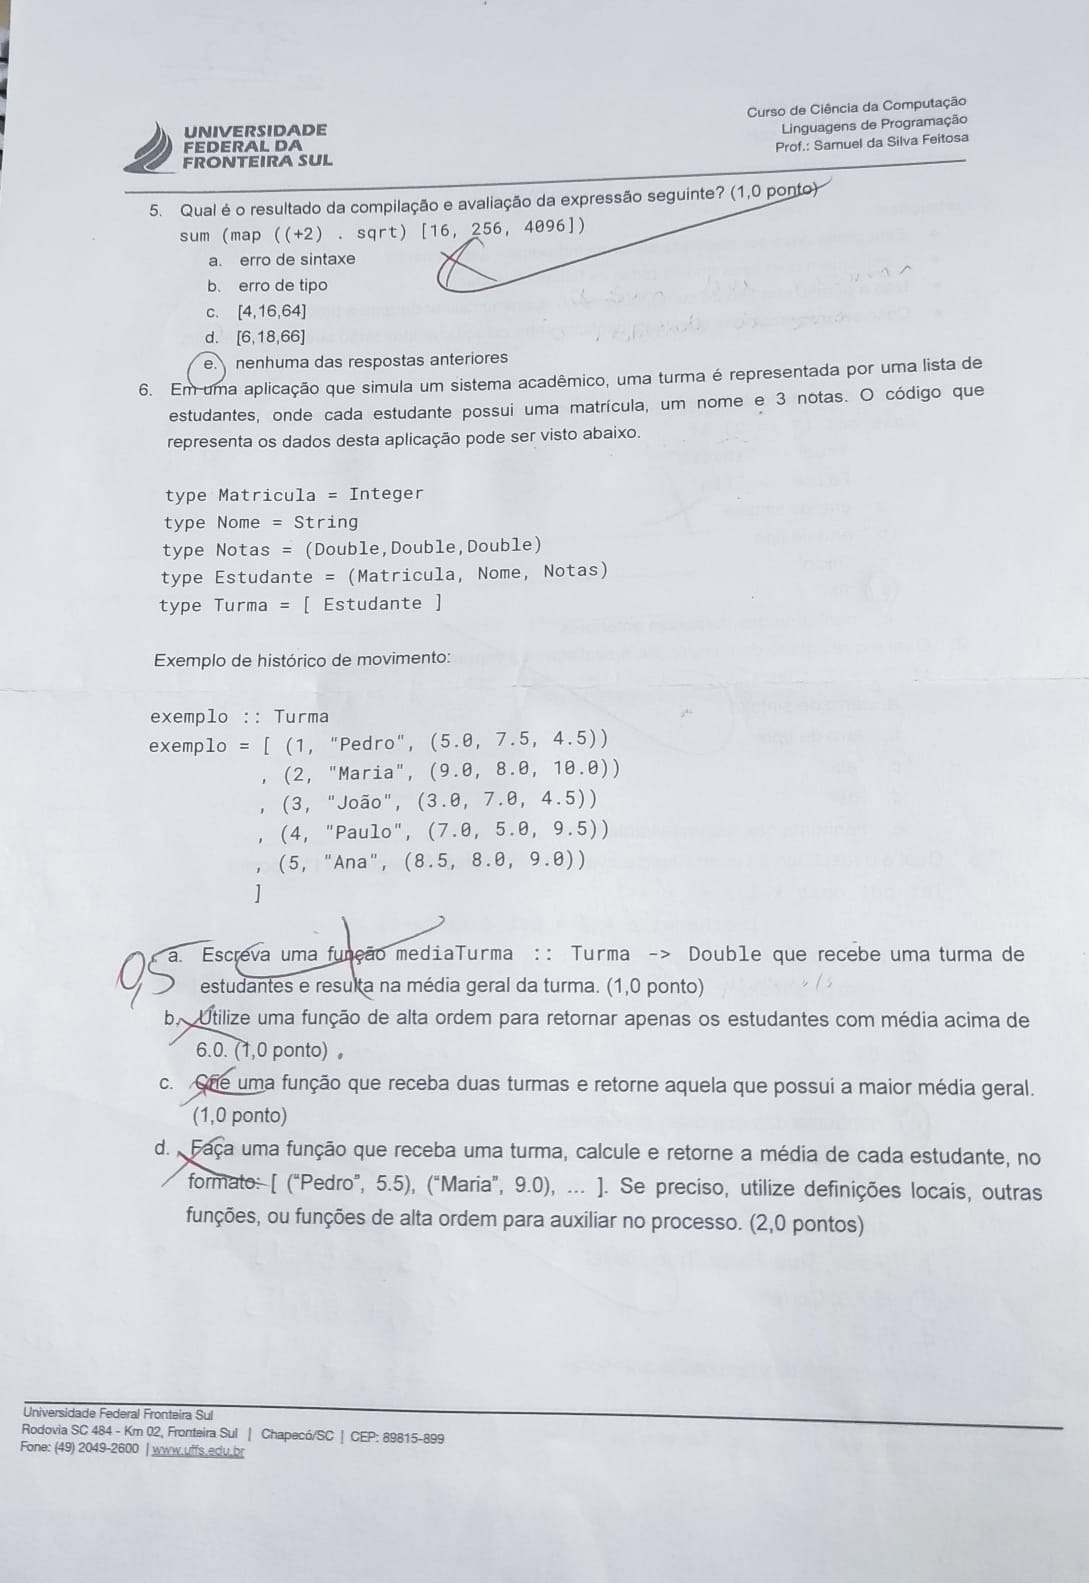 UNIVERSIDADE
FEDERAL DA
FRONTEIRA SUL
Curso de Ciência da Computação
Linguagens de Programação
Prof.: Samuel da Silva Feitosa
5. Qual é o resultado da compilação e avaliação da expressão seguinte? (1,0 ponto)
sum (map ((+2) . sqrt) [16, 256, 4096])
a. erro de sintaxe
b. erro de tipo
c. [4,16,64]
d. [6,18,66]
e. nenhuma das respostas anteriores
6. Em uma aplicação que simula um sistema acadêmico, uma turma é representada por uma lista de
estudantes, onde cada estudante possui uma matrícula, um nome e 3 notas. O código que
representa os dados desta aplicação pode ser visto abaixo.
type Matricula = Integer
type Nome = String
type Notas = (Double,Double,Double)
type Estudante = (Matricula, Nome, Notas)
type Turma = [ Estudante ]
Exemplo de histórico de movimento:
exemplo :: Turma
exemplo = [ (1, "Pedro", (5.0, 7.5, 4.5))
, (2, "Maria", (9.0, 8.0, 10.0))
, (3, "João", (3.0, 7.0, 4.5))
, (4, "Paulo", (7.0, 5.0, 9.5))
, (5, "Ana", (8.5, 8.0, 9.0))
]
a. Escreva uma função mediaTurma :: Turma -> Double que recebe uma turma de
estudantes e resulta na média geral da turma. (1,0 ponto)
b. Utilize uma função de alta ordem para retornar apenas os estudantes com média acima de
6.0. (1,0 ponto)
c. Crie uma função que receba duas turmas e retorne aquela que possui a maior média geral.
(1,0 ponto)
d. Faça uma função que receba uma turma, calcule e retorne a média de cada estudante, no
formato: [ ("Pedro", 5.5), ("Maria", 9.0), ... ]. Se preciso, utilize definições locais, outras
funções, ou funções de alta ordem para auxiliar no processo. (2,0 pontos)
Universidade Federal Fronteira Sul
Rodovia SC 484 - Km 02, Fronteira Sul | Chapecó/SC | CEP: 89815-899
Fone: (49) 2049-2600 | www.uffs.edu.br